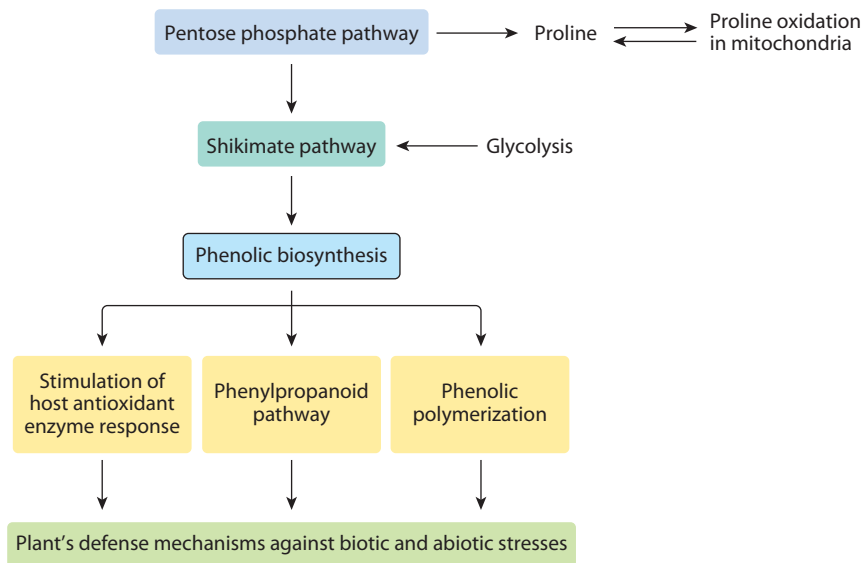 Pentose phosphate pathway
Proline
Proline oxidation
in mitochondria
Shikimate pathway
Glycolysis
Phenolic biosynthesis
Stimulation of
host antioxidant
enzyme response
Phenylpropanoid
pathway
Phenolic
polymerization
Plant's defense mechanisms against biotic and abiotic stresses